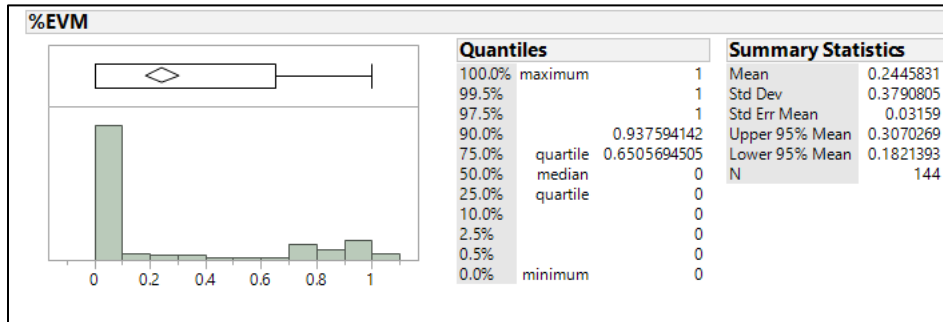 %EVM
0 0.2 0.4 0.6 0.8 1
Quantiles
100.0% maximum 1
99.5% 1
97.5% 1
90.0% 0.937594142
75.0% quartile 0.6505694505
50.0% median 0
25.0% quartile 0
10.0% 0
2.5% 0
0.5% 0
0.0% minimum 0
Summary Statistics
Mean 0.2445831
Std Dev 0.3790805
Std Err Mean 0.03159
Upper 95% Mean 0.3070269
Lower 95% Mean 0.1821393
N 144